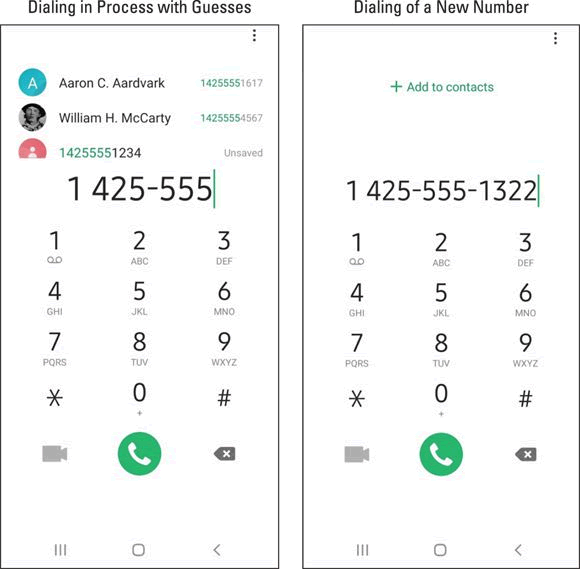 Dialing in Process with Guesses
Aaron C. Aardvark 14255551617
William H. McCarty 14255554567
14255551234 Unsaved
1 425-555
1 2 3
ABC DEF
4 5 6
GHI JKL MNO
7 8 9
PQRS TUV WXYZ
* 0 #
+
Dialing of a New Number
+ Add to contacts
1 425-555-1322
1 2 3
ABC DEF
4 5 6
GHI JKL MNO
7 8 9
PQRS TUV WXYZ
* 0 #
+